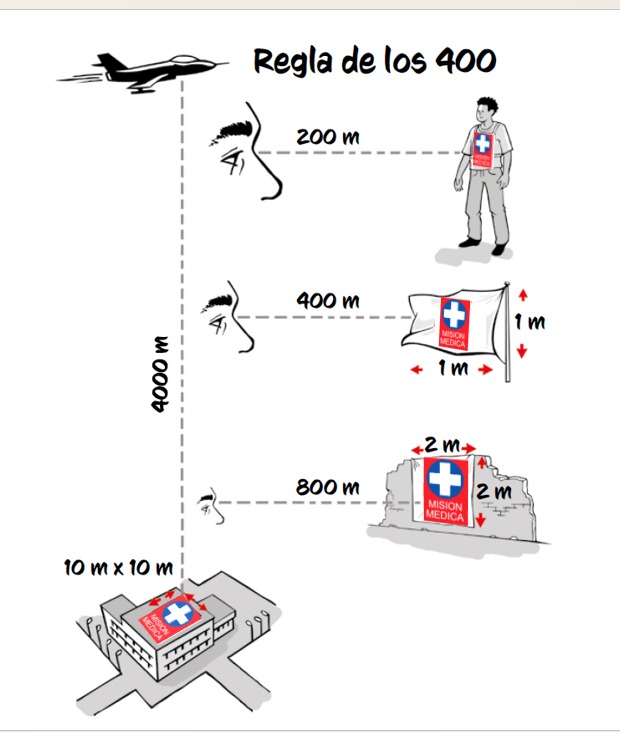 Regla de los 400
200 m
MISION
MEDICA
400 m
MISION
MEDICA
1 m
1 m
4000 m
2 m
800 m
MISION
MEDICA
2 m
10 m x 10 m
MISION
MEDICA